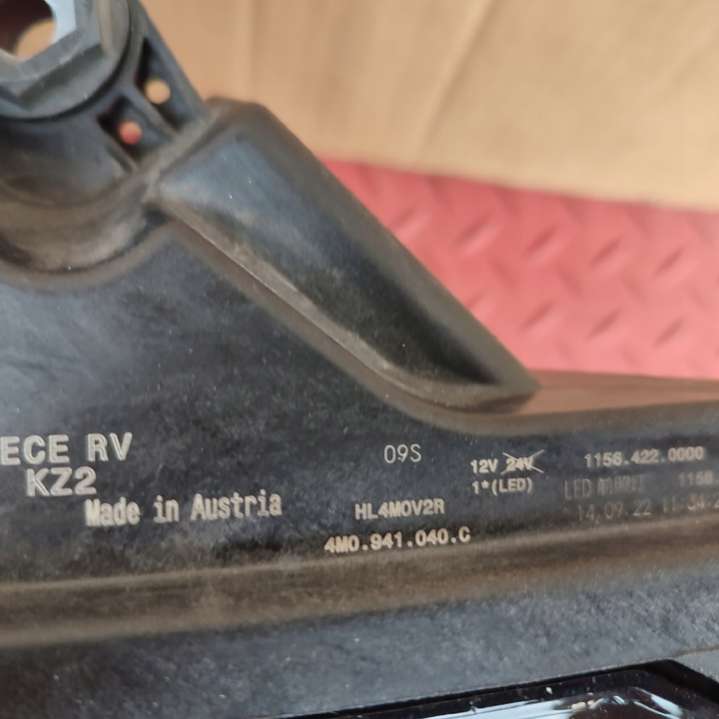 ECE RV
KZ2
Made in Austria
09S
HL4MOV2R
4M0.941.040.C
12V 24V
1*(LED)
1156.422.0000
LED
14.09.22